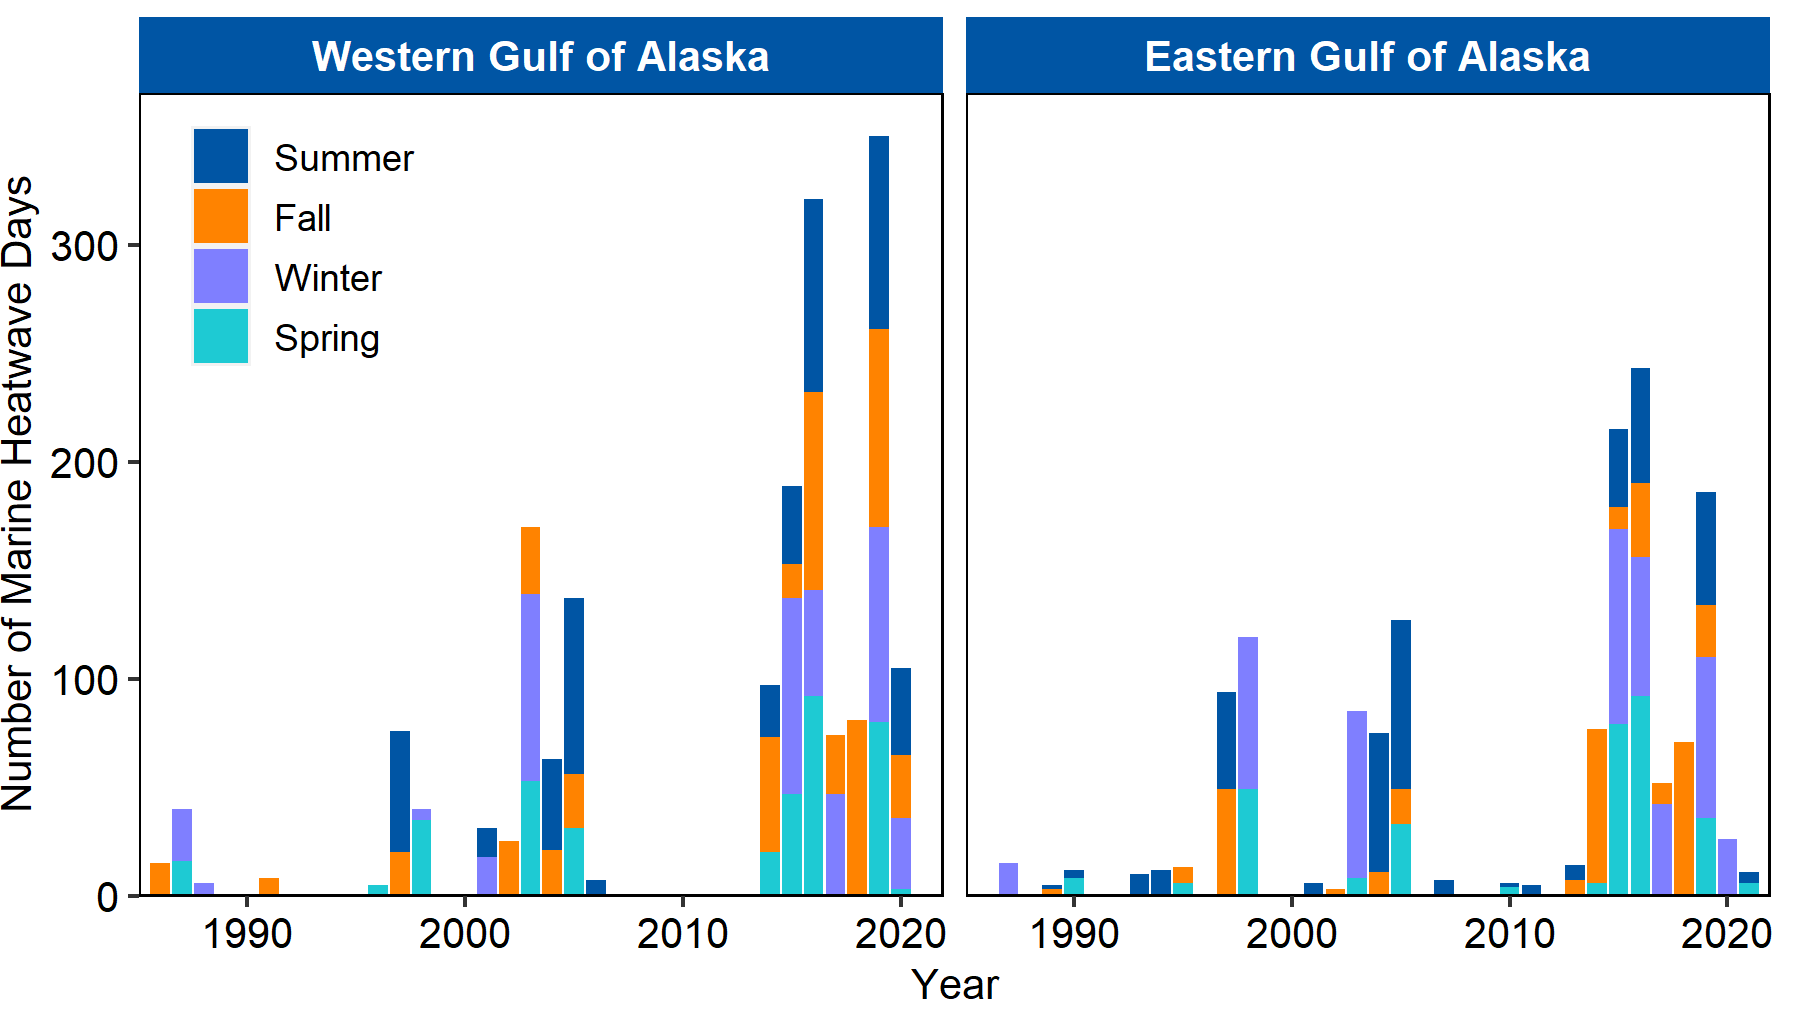 Western Gulf of Alaska
Eastern Gulf of Alaska
Summer
Fall
Winter
Spring
Number of Marine Heatwave Days
300
200
100
0
1990
2000
2010
2020
1990
2000
2010
2020
Year